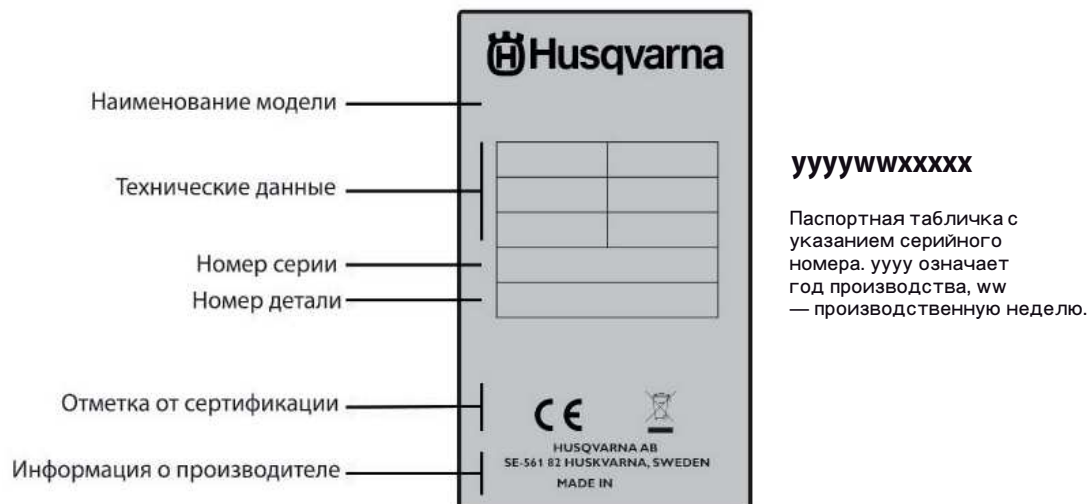 Husqvarna
Наименование модели
Технические данные
Номер серии
Номер детали
Отметка от сертификации
Информация о производителе
CE
HUSQVARNA AB
SE-561 82 HUSKVARNA, SWEDEN
MADE IN
yyyywwxxxxx
Паспортная табличка с
указанием серийного
номера. yyyy означает
год производства, ww
— производственную неделю.